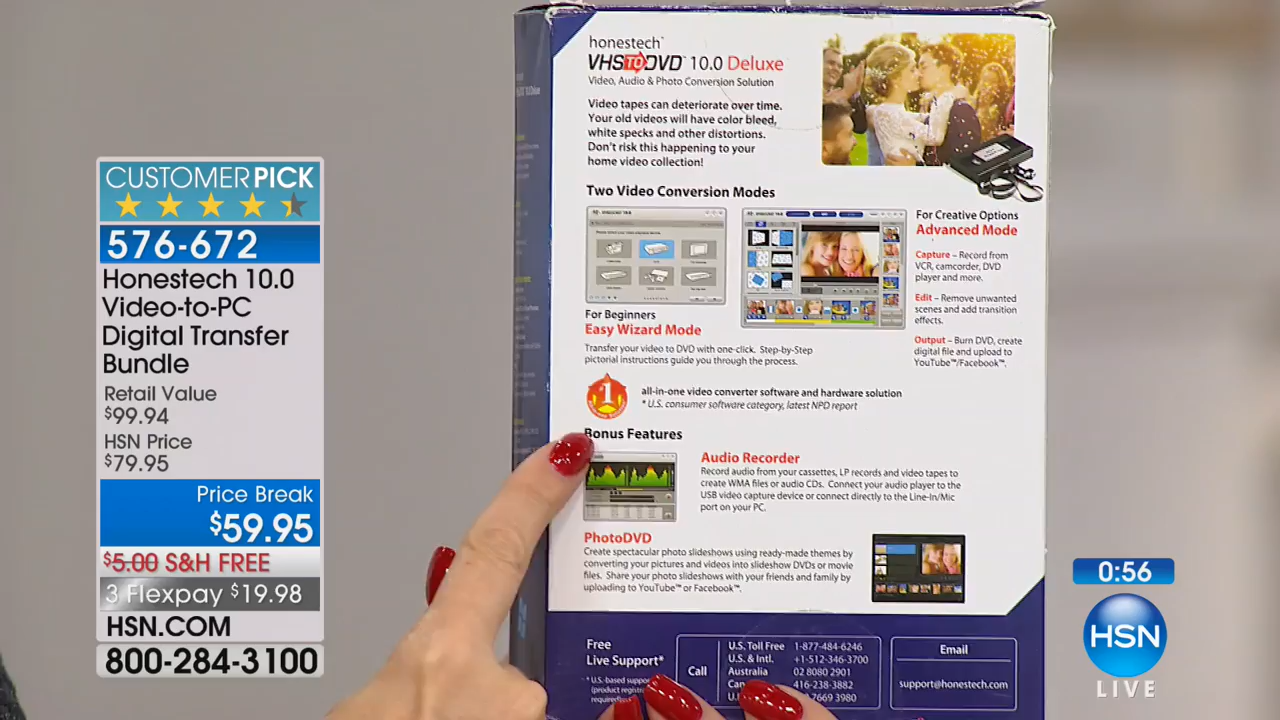 CUSTOMER PICK
576-672
Honestech 10.0
Video-to-PC
Digital Transfer
Bundle
Retail Value
$99.94
HSN Price
$79.95
Price Break
$59.95
$5.00 S&H FREE
3 Flexpay $19.98
HSN.COM
800-284-3100
honestech™
VHS TO DVD™ 10.0 Deluxe
Video, Audio & Photo Conversion Solution
Video tapes can deteriorate over time.
Your old videos will have color bleed,
white specks and other distortions.
Don't risk this happening to your
home video collection!
Two Video Conversion Modes
For Beginners
Easy Wizard Mode
Transfer your video to DVD with one-click. Step-by-Step
pictorial instructions guide you through the process.
For Creative Options
Advanced Mode
Capture – Record from
VCR, camcorder, DVD
player and more.
Edit – Remove unwanted
scenes and add transition
effects.
Output – Burn DVD, create
digital file and upload to
YouTube™/Facebook™.
#1
all-in-one video converter software and hardware solution
* U.S. consumer software category, latest NPD report
Bonus Features
Audio Recorder
Record audio from your cassettes, LP records and video tapes to
create WMA files or audio CDs. Connect your audio player to the
USB video capture device or connect directly to the Line-In/Mic
port on your PC.
PhotoDVD
Create spectacular photo slideshows using ready-made themes by
converting your pictures and videos into slideshow DVDs or movie
files. Share your photo slideshows with your friends and family by
uploading to YouTube™ or Facebook™.
Free
Live Support*
* U.S.-based
(product
Call
U.S. Toll Free 1-877-484-6246
U.S. & Intl. +1-512-346-3700
Australia 02 8080 2901
416-238-3882
7669 3980
Email
support@honestech.com
0:56
HSN
LIVE